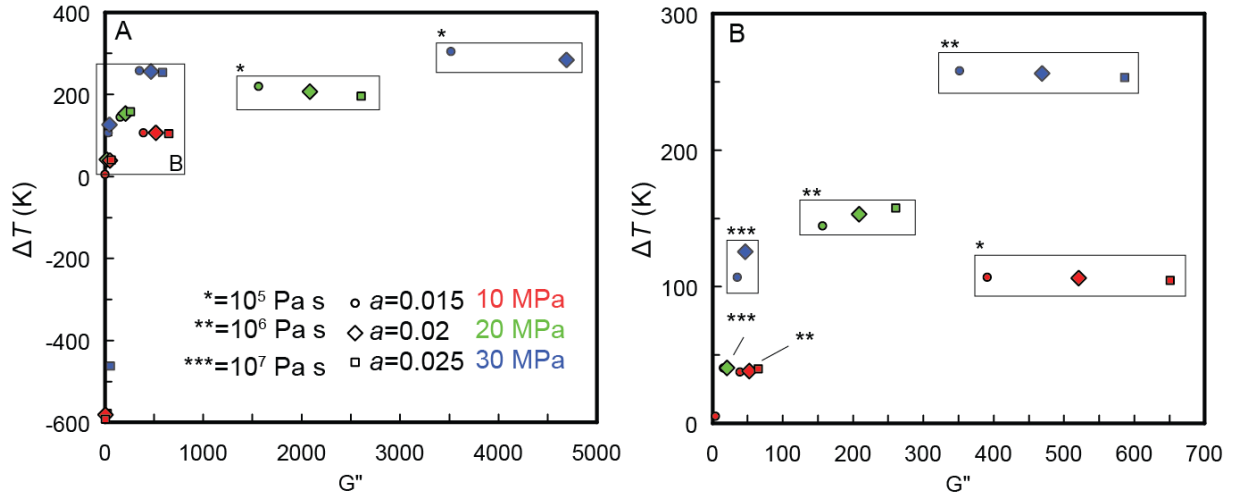 A
400
200
0
-200
-400
-600
ΔT (K)
*
*
B
*=10⁵ Pa s
a=0.015
10 MPa
**=10⁶ Pa s
a=0.02
20 MPa
***=10⁷ Pa s
a=0.025
30 MPa
0 1000 2000 3000 4000 5000
G"
B
300
200
100
0
ΔT (K)
**
**
***
*
***
**
0 100 200 300 400 500 600 700
G"